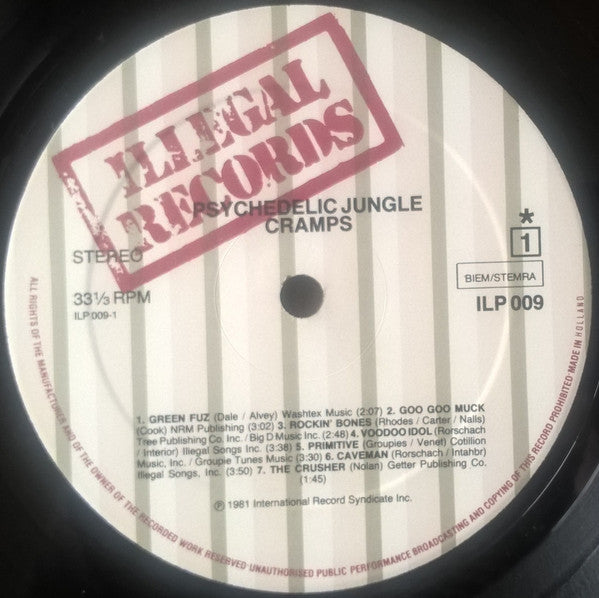 ILLEGAL
RECORDS
PSYCHEDELIC JUNGLE
CRAMPS
STEREO
33⅓ RPM
ILP 009-1
*
1
BIEM/STEMRA
ILP 009
1. GREEN FUZ (Dale / Alvey) Washtex Music (2:07) 2. GOO GOO MUCK
(Cook) NRM Publishing (3:02) 3. ROCKIN' BONES (Rhodes / Carter / Nalls)
Tree Publishing Co. Inc. / Big D Music Inc. (2:48) 4. VOODOO IDOL (Rorschach
/ Interior) Illegal Songs Inc. (3:30) 5. PRIMITIVE (Groupies / Venet) Cotillion
Music, Inc. / Groupie Tunes Music (3:30) 6. CAVEMAN (Rorschach / Intahbr)
Illegal Songs, Inc. (3:50) 7. THE CRUSHER (Nolan) Getter Publishing Co.
(1:45)
℗ 1981 International Record Syndicate Inc.
ALL RIGHTS OF THE MANUFACTURER AND OF THE OWNER OF THE RECORDED WORK RESERVED UNAUTHORISED PUBLIC PERFORMANCE BROADCASTING AND COPYING OF THIS RECORD PROHIBITED MADE IN HOLLAND